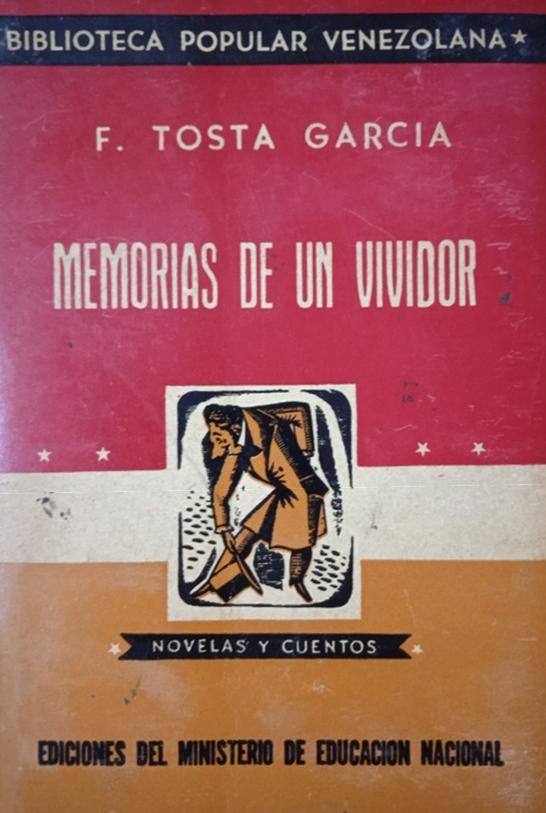 BIBLIOTECA POPULAR VENEZOLANA★
F. TOSTA GARCIA
MEMORIAS DE UN VIVIDOR
NOVELAS Y CUENTOS
EDICIONES DEL MINISTERIO DE EDUCACION NACIONAL